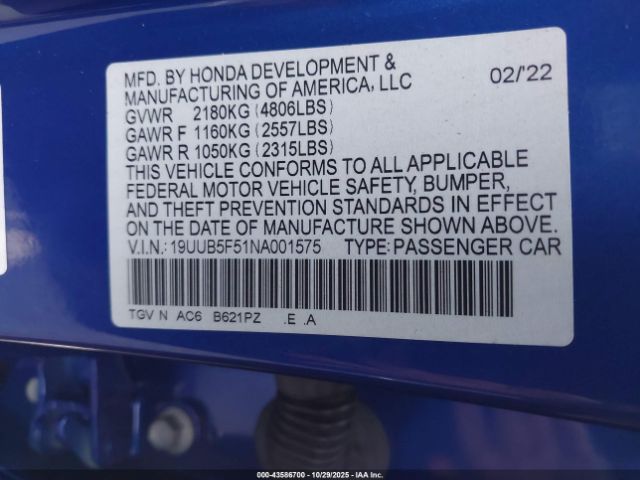 MFD. BY HONDA DEVELOPMENT &
MANUFACTURING OF AMERICA, LLC 02/'22
GVWR 2180KG (4806LBS)
GAWR F 1160KG (2557LBS)
GAWR R 1050KG (2315LBS)
THIS VEHICLE CONFORMS TO ALL APPLICABLE
FEDERAL MOTOR VEHICLE SAFETY, BUMPER,
AND THEFT PREVENTION STANDARDS IN EFFECT
ON THE DATE OF MANUFACTURE SHOWN ABOVE.
V.I.N.: 19UUB5F51NA001575 TYPE: PASSENGER CAR
TGV N AC6 B621PZ .E .A
000-43586700 - 10/29/2025 - IAA Inc.